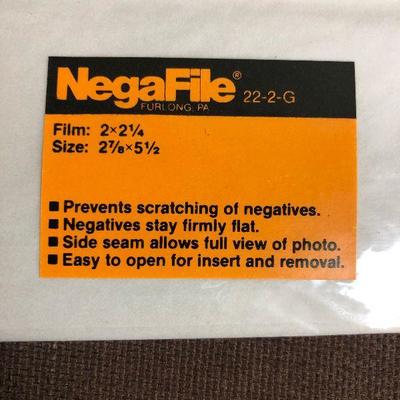 NegaFile® 22-2-G
FURLONG, PA
Film: 2×2¼
Size: 2⅞×5½
■ Prevents scratching of negatives.
■ Negatives stay firmly flat.
■ Side seam allows full view of photo.
■ Easy to open for insert and removal.